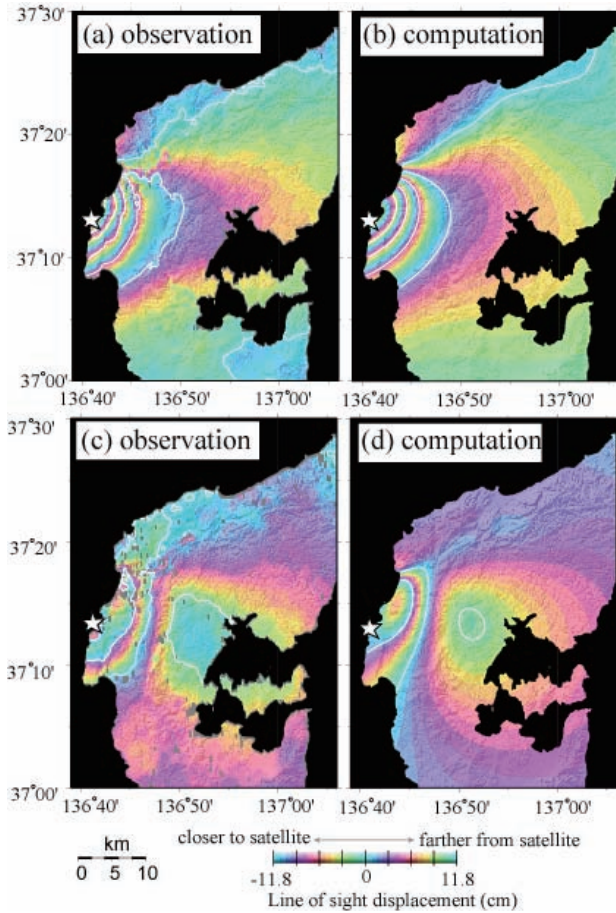 (a) observation
(b) computation
37°30'
37°20'
37°10'
37°00'
136°40' 136°50' 137°00' 136°40' 136°50' 137°00'
(c) observation
(d) computation
37°30'
37°20'
37°10'
37°00'
136°40' 136°50' 137°00' 136°40' 136°50' 137°00'
km
0 5 10
closer to satellite farther from satellite
-11.8 0 11.8
Line of sight displacement (cm)